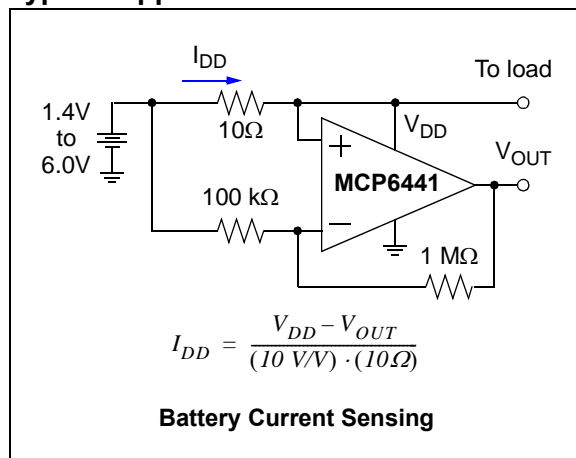 I_DD
To load
1.4V
to
6.0V
10Ω
V_DD
V_OUT
+
MCP6441
100 kΩ
−
1 MΩ
I_DD = (V_DD – V_OUT) / ((10 V/V) · (10Ω))
Battery Current Sensing